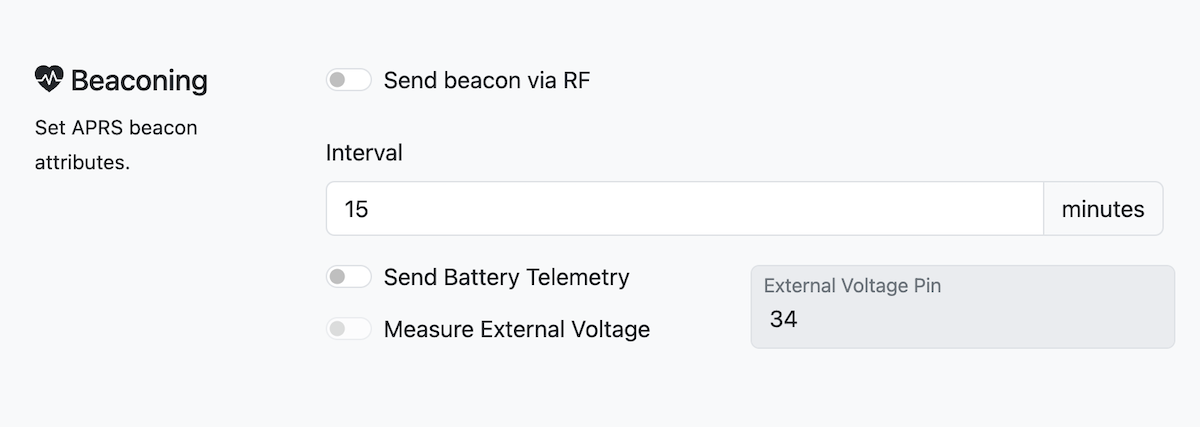 Beaconing
Set APRS beacon
attributes.
Send beacon via RF
Interval
15 minutes
Send Battery Telemetry
Measure External Voltage
External Voltage Pin
34